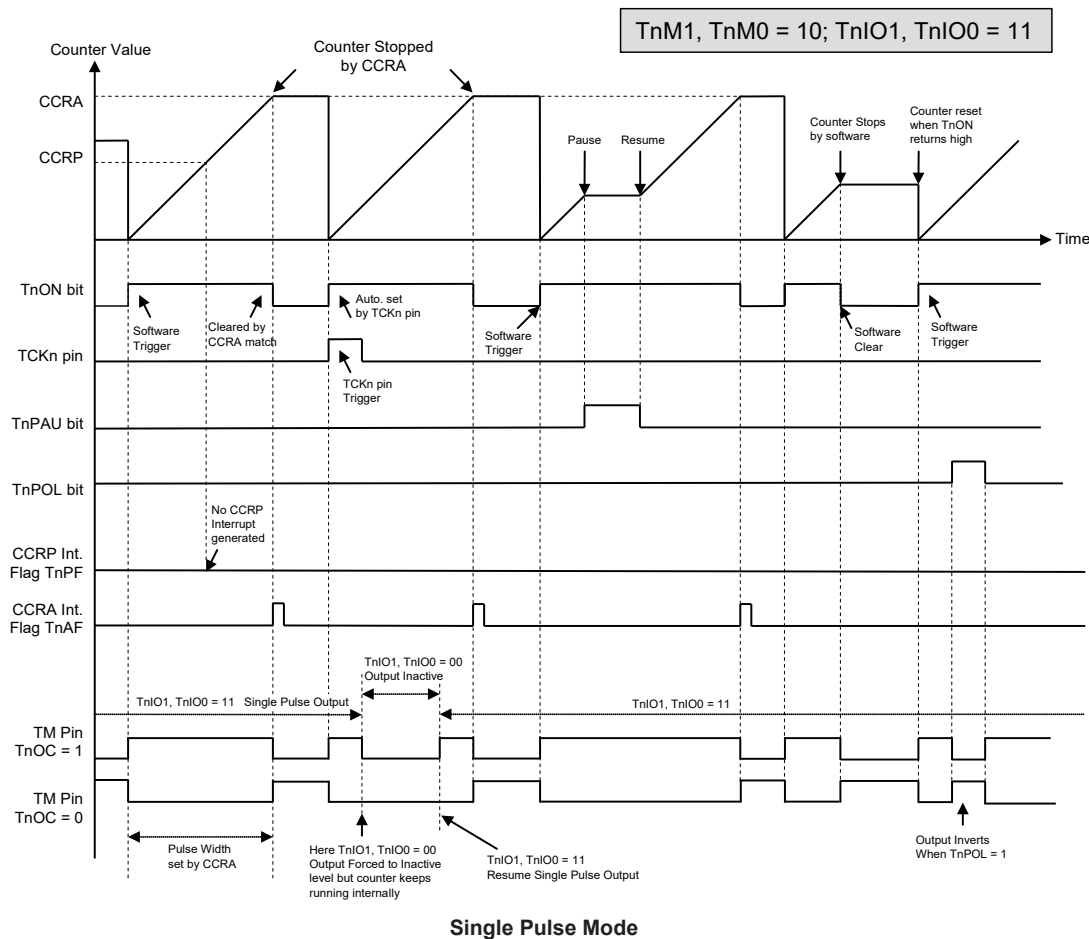 TnM1, TnM0 = 10; TnIO1, TnIO0 = 11
Counter Value
Counter Stopped
by CCRA
CCRA
CCRP
Pause
Resume
Counter Stops
by software
Counter reset
when TnON
returns high
Time
TnON bit
Software
Trigger
Cleared by
CCRA match
Auto. set
by TCKn pin
Software
Trigger
Software
Clear
Software
Trigger
TCKn pin
TCKn pin
Trigger
TnPAU bit
TnPOL bit
No CCRP
Interrupt
generated
CCRP Int.
Flag TnPF
CCRA Int.
Flag TnAF
TnIO1, TnIO0 = 00
Output Inactive
TnIO1, TnIO0 = 11 Single Pulse Output
TnIO1, TnIO0 = 11
TM Pin
TnOC = 1
TM Pin
TnOC = 0
Pulse Width
set by CCRA
Here TnIO1, TnIO0 = 00
Output Forced to Inactive
level but counter keeps
running internally
TnIO1, TnIO0 = 11
Resume Single Pulse Output
Output Inverts
When TnPOL = 1
Single Pulse Mode